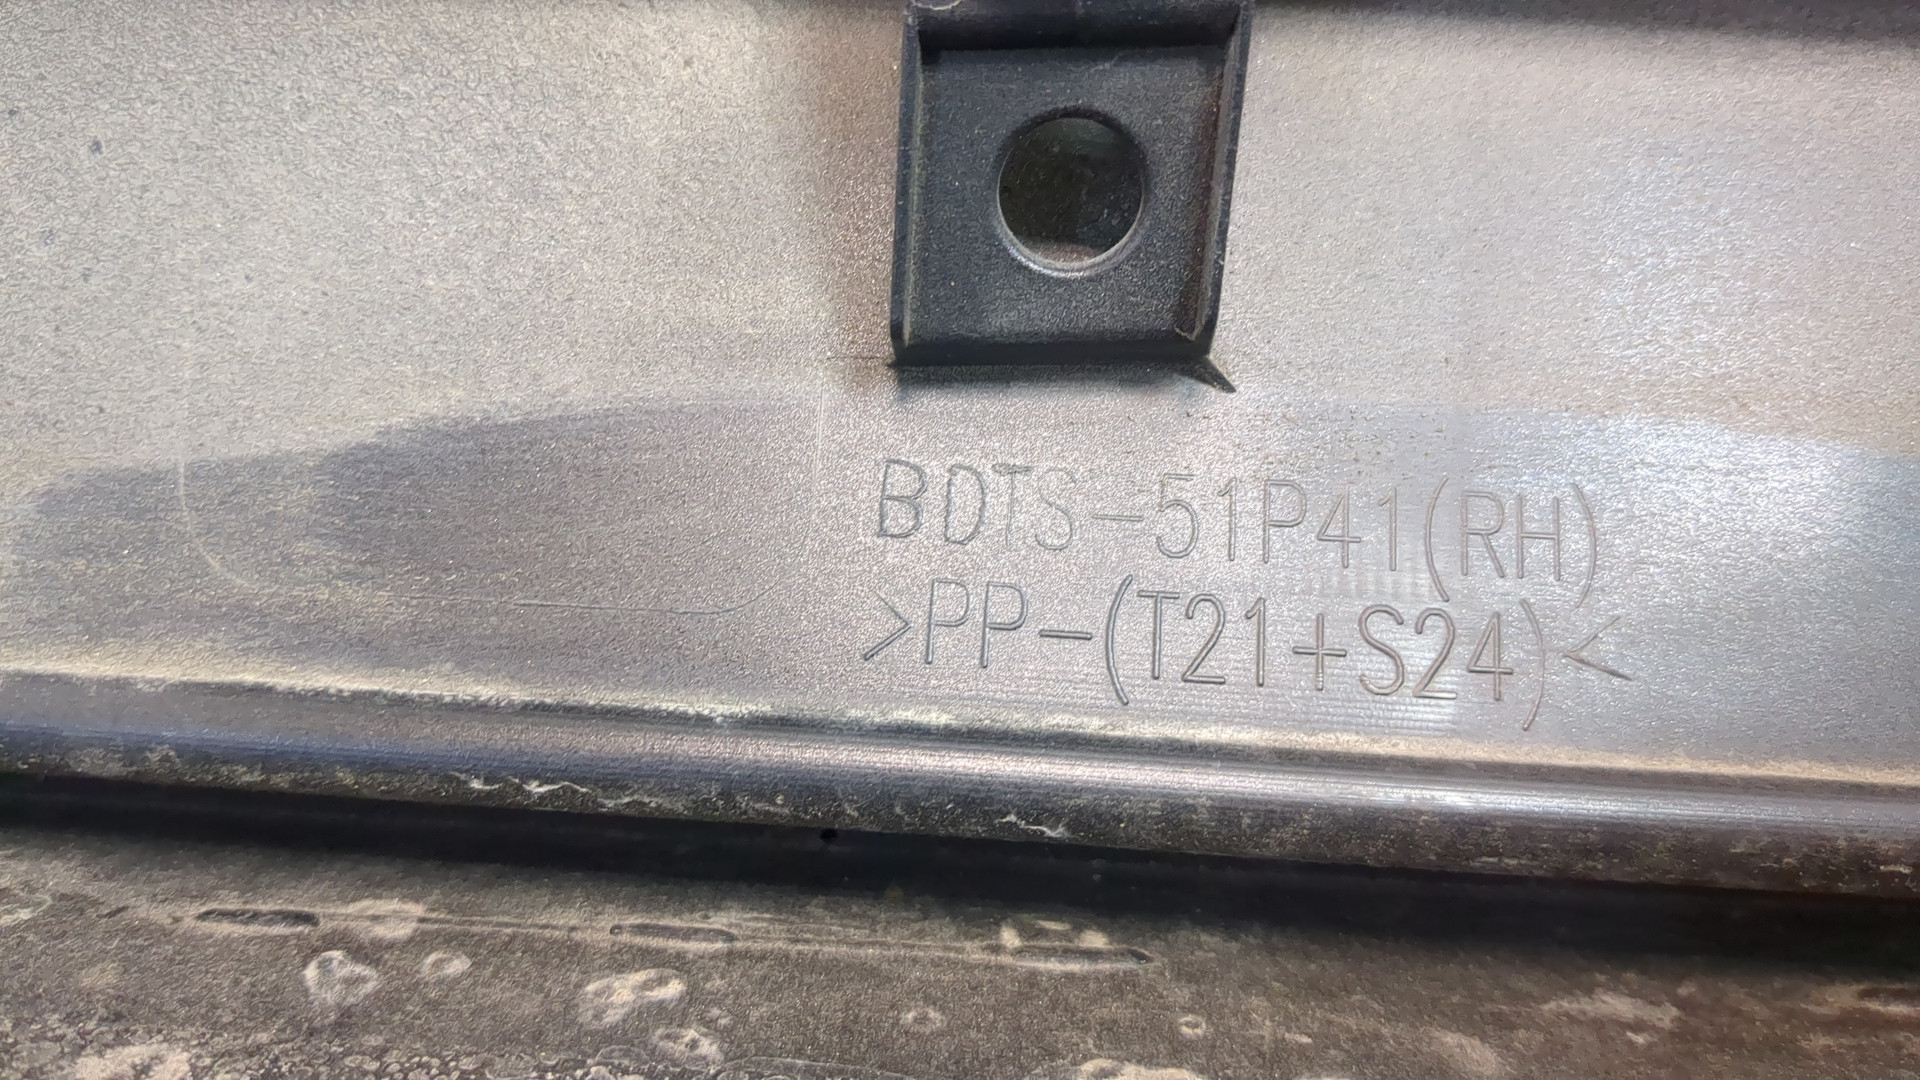 BDTS-51P41(RH)
>PP-(T21+S24)<